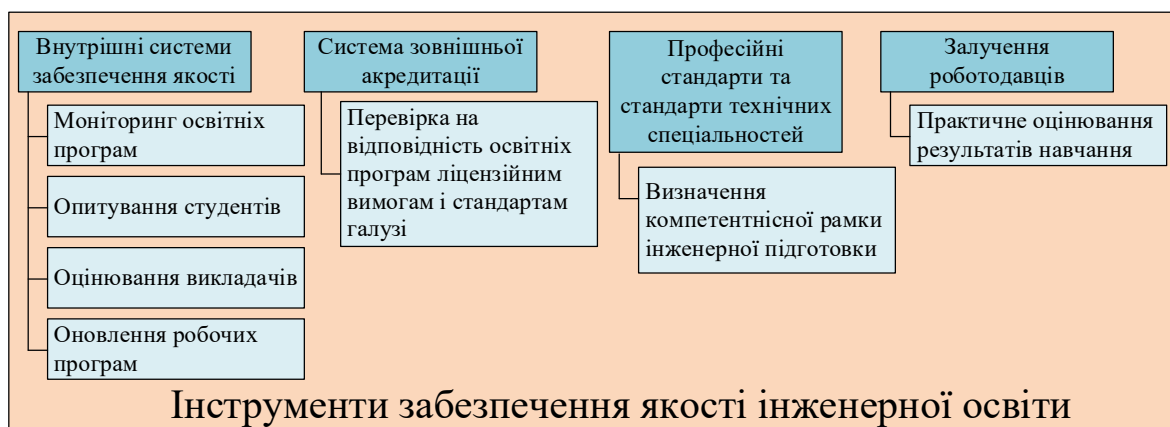 Внутрішні системи
забезпечення якості
Моніторинг освітніх
програм
Опитування студентів
Оцінювання викладачів
Оновлення робочих
програм
Система зовнішньої
акредитації
Перевірка на
відповідність освітніх
програм ліцензійним
вимогам і стандартам
галузі
Професійні
стандарти та
стандарти технічних
спеціальностей
Визначення
компетентнісної рамки
інженерної підготовки
Залучення
роботодавців
Практичне оцінювання
результатів навчання
Інструменти забезпечення якості інженерної освіти